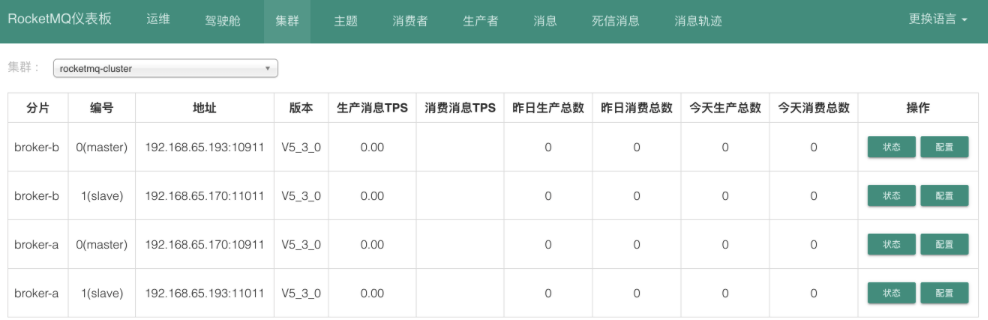 RocketMQ仪表板 运维 驾驶舱 集群 主题 消费者 生产者 消息 死信消息 消息轨迹 更换语言
集群： rocketmq-cluster
分片 编号 地址 版本 生产消息TPS 消费消息TPS 昨日生产总数 昨日消费总数 今天生产总数 今天消费总数 操作
broker-b 0(master) 192.168.65.193:10911 V5_3_0 0.00 0 0 0 0 状态 配置
broker-b 1(slave) 192.168.65.170:11011 V5_3_0 0.00 0 0 0 0 状态 配置
broker-a 0(master) 192.168.65.170:10911 V5_3_0 0.00 0 0 0 0 状态 配置
broker-a 1(slave) 192.168.65.193:11011 V5_3_0 0.00 0 0 0 0 状态 配置